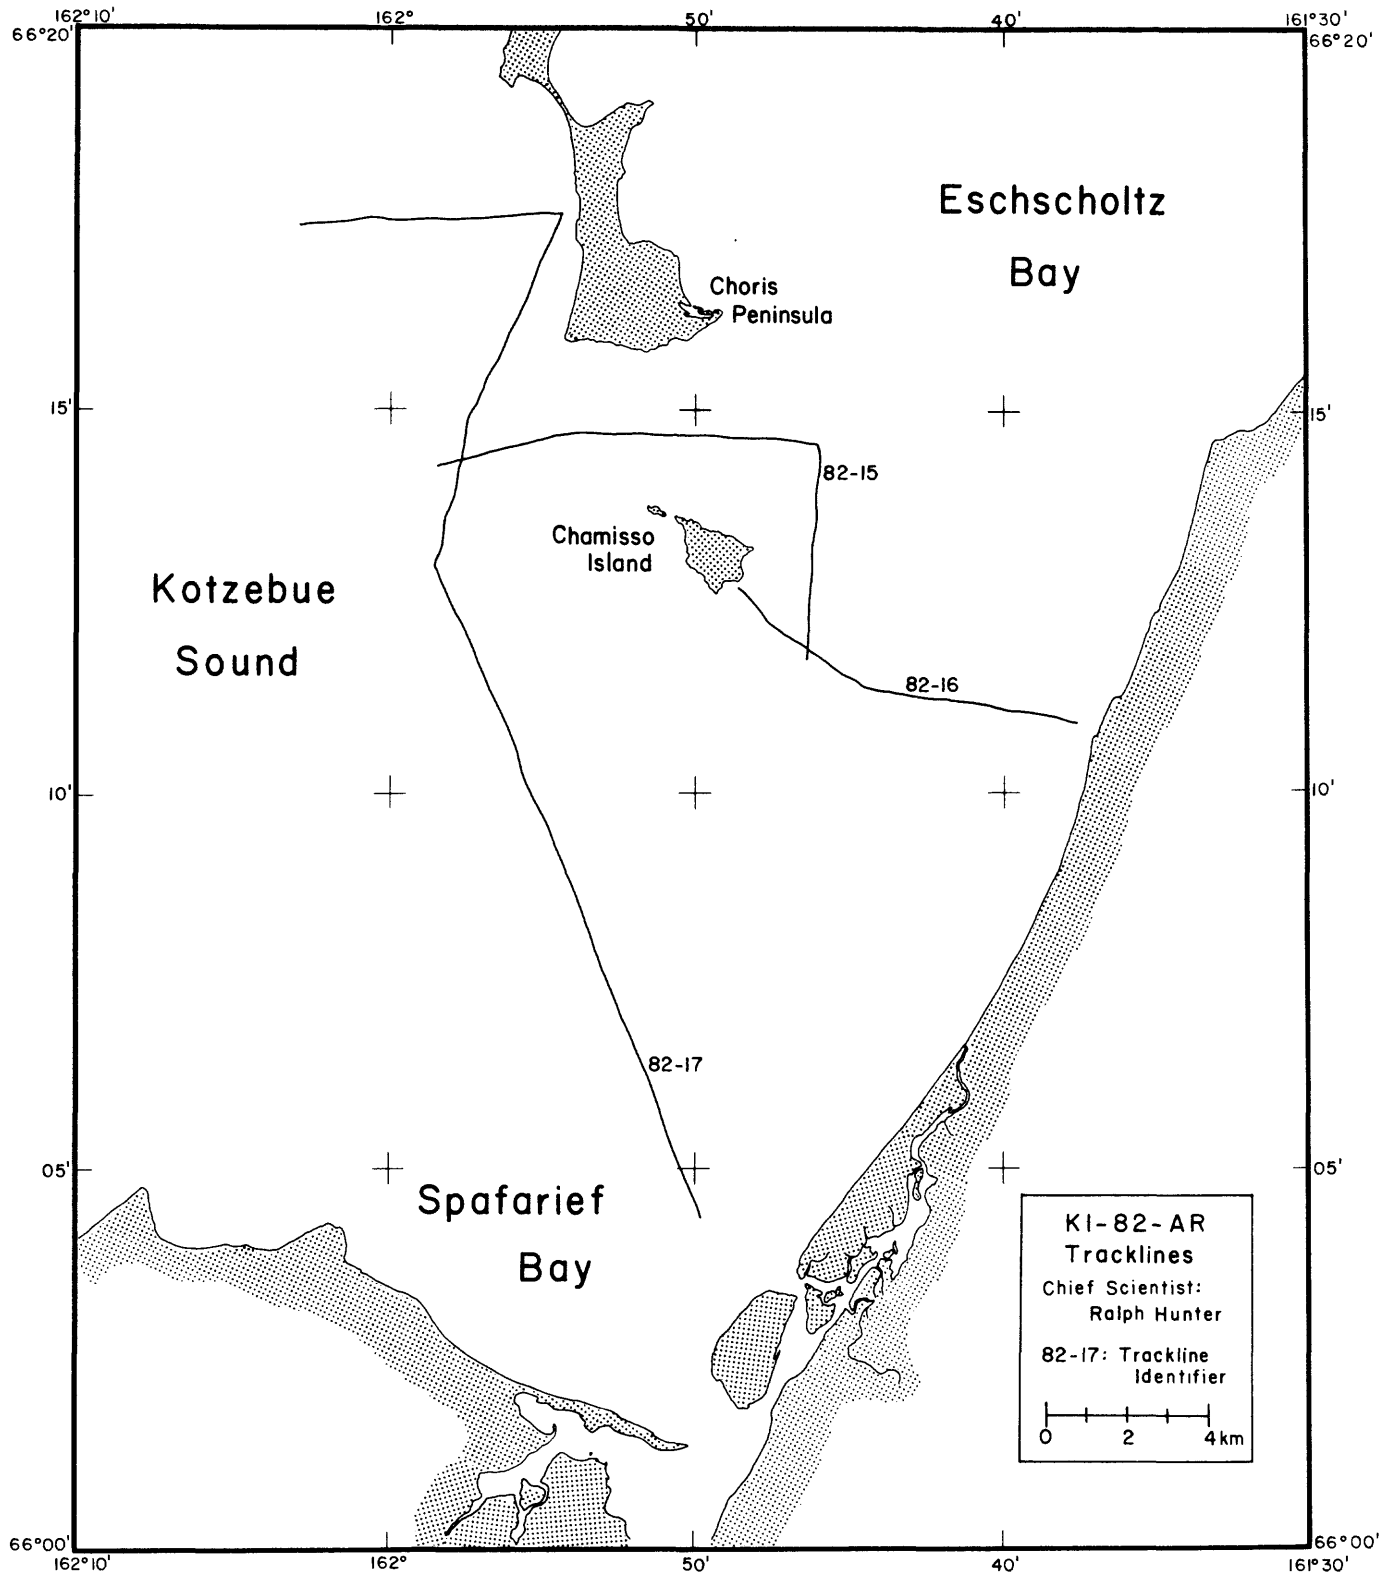 162°10'
162°
50'
40'
161°30'
66°20'
66°20'
Eschscholtz
Bay
Choris
Peninsula
15'
15'
82-15
Chamisso
Island
Kotzebue
Sound
82-16
10'
10'
82-17
05'
05'
Spafarief
Bay
K1-82-AR
Tracklines
Chief Scientist:
Ralph Hunter
82-17: Trackline
Identifier
0 2 4 km
66°00'
66°00'
162°10'
162°
50'
40'
161°30'